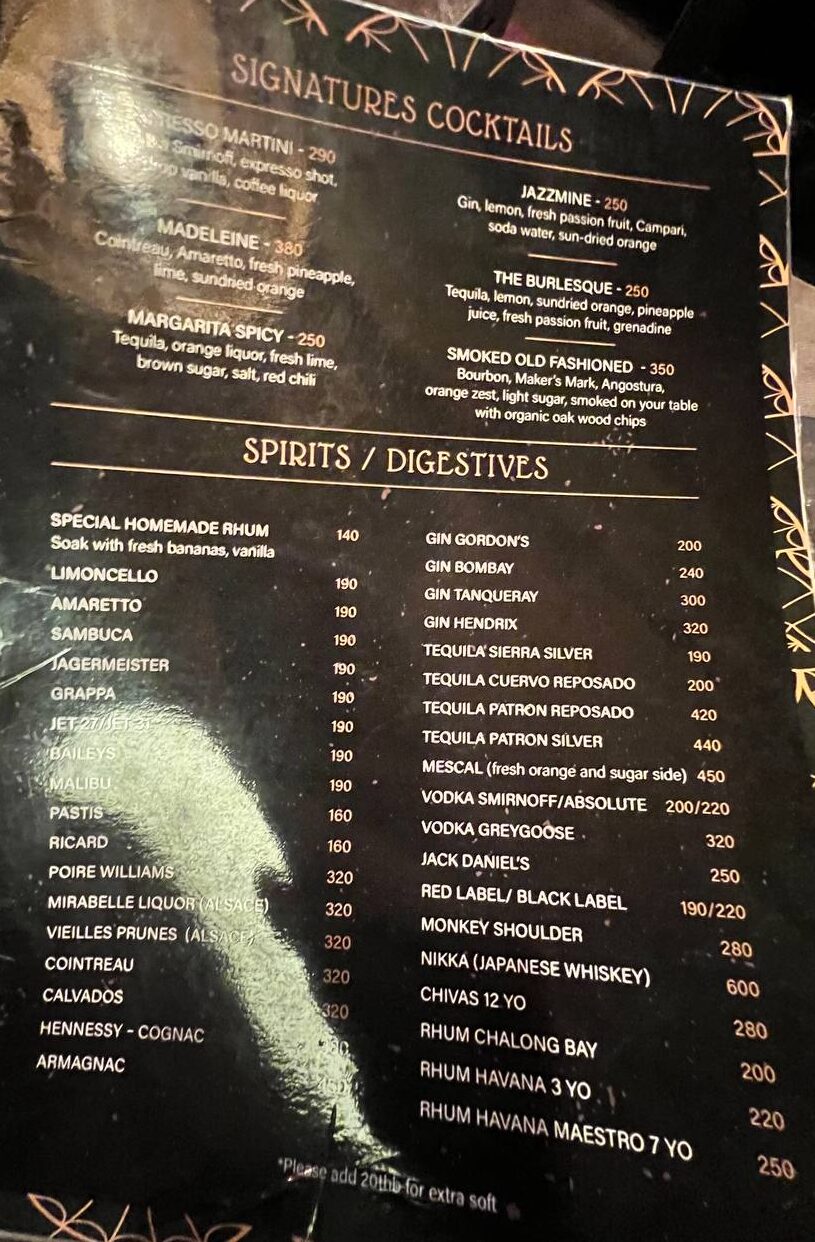 SIGNATURES COCKTAILS
MARTINI - 290
Smirnoff, expresso shot,
vanilla, coffee liquor
MADELEINE - 380
Cointreau, Amaretto, fresh pineapple,
lime, sundried orange
MARGARITA SPICY - 250
Tequila, orange liquor, fresh lime,
brown sugar, salt, red chili
JAZZMINE - 250
Gin, lemon, fresh passion fruit, Campari,
soda water, sun-dried orange
THE BURLESQUE - 250
Tequila, lemon, sundried orange, pineapple
juice, fresh passion fruit, grenadine
SMOKED OLD FASHIONED - 350
Bourbon, Maker's Mark, Angostura,
orange zest, light sugar, smoked on your table
with organic oak wood chips
SPIRITS / DIGESTIVES
SPECIAL HOMEMADE RHUM 140
Soak with fresh bananas, vanilla
LIMONCELLO 190
AMARETTO 190
SAMBUCA 190
JAGERMEISTER 190
GRAPPA 190
JET 27/JET 31 190
BAILEYS 190
MALIBU 190
PASTIS 160
RICARD 160
POIRE WILLIAMS 320
MIRABELLE LIQUOR (ALSACE) 320
VIEILLES PRUNES (ALSACE) 320
COINTREAU 320
CALVADOS 320
HENNESSY - COGNAC
ARMAGNAC
GIN GORDON'S 200
GIN BOMBAY 240
GIN TANQUERAY 300
GIN HENDRIX 320
TEQUILA SIERRA SILVER 190
TEQUILA CUERVO REPOSADO 200
TEQUILA PATRON REPOSADO 420
TEQUILA PATRON SILVER 440
MESCAL (fresh orange and sugar side) 450
VODKA SMIRNOFF/ABSOLUTE 200/220
VODKA GREYGOOSE 320
JACK DANIEL'S 250
RED LABEL/ BLACK LABEL 190/220
MONKEY SHOULDER 280
NIKKA (JAPANESE WHISKEY) 600
CHIVAS 12 YO 280
RHUM CHALONG BAY 200
RHUM HAVANA 3 YO 220
RHUM HAVANA MAESTRO 7 YO 250
*Please add 20thb for extra soft